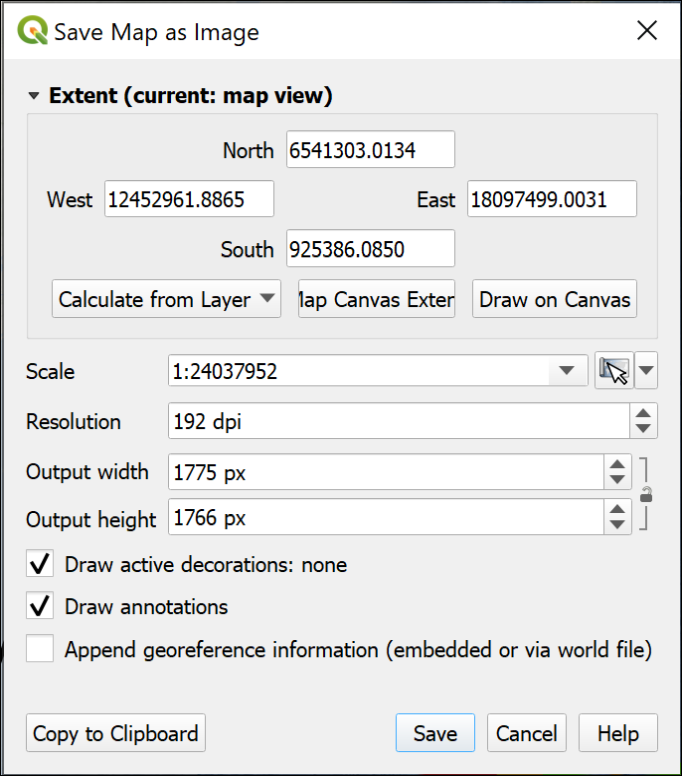 Save Map as Image
Extent (current: map view)
North 6541303.0134
West 12452961.8865 East 18097499.0031
South 925386.0850
Calculate from Layer Map Canvas Exten Draw on Canvas
Scale 1:24037952
Resolution 192 dpi
Output width 1775 px
Output height 1766 px
Draw active decorations: none
Draw annotations
Append georeference information (embedded or via world file)
Copy to Clipboard Save Cancel Help